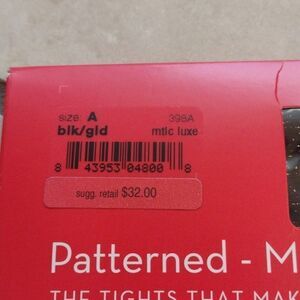 size: A 398A
blk/gld mtlc luxe
8 43953 04800 8
sugg. retail $32.00
Patterned - M
THE TIGHTS THAT MAK